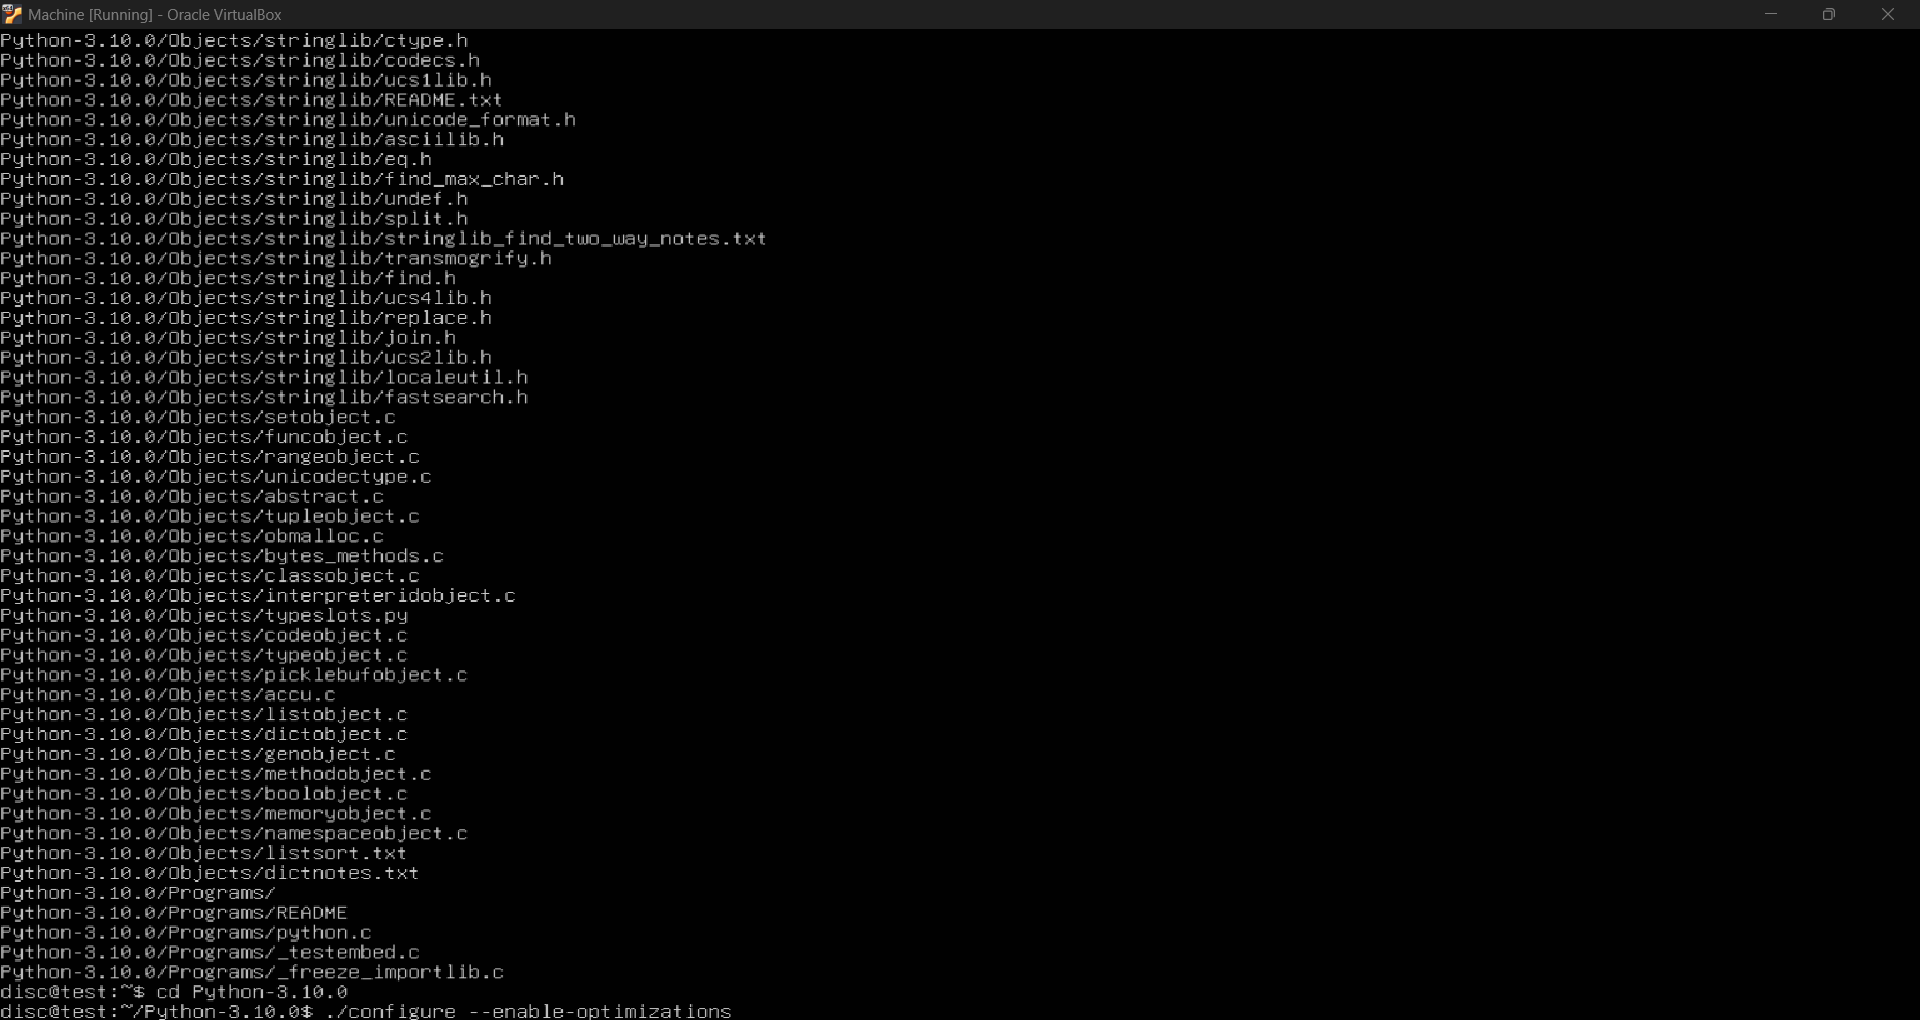 Machine [Running] - Oracle VirtualBox
Python-3.10.0/Objects/stringlib/ctype.h
Python-3.10.0/Objects/stringlib/codecs.h
Python-3.10.0/Objects/stringlib/ucs1lib.h
Python-3.10.0/Objects/stringlib/README.txt
Python-3.10.0/Objects/stringlib/unicode_format.h
Python-3.10.0/Objects/stringlib/asciilib.h
Python-3.10.0/Objects/stringlib/eq.h
Python-3.10.0/Objects/stringlib/find_max_char.h
Python-3.10.0/Objects/stringlib/undef.h
Python-3.10.0/Objects/stringlib/split.h
Python-3.10.0/Objects/stringlib/stringlib_find_two_way_notes.txt
Python-3.10.0/Objects/stringlib/transmogrify.h
Python-3.10.0/Objects/stringlib/find.h
Python-3.10.0/Objects/stringlib/ucs4lib.h
Python-3.10.0/Objects/stringlib/replace.h
Python-3.10.0/Objects/stringlib/join.h
Python-3.10.0/Objects/stringlib/ucs2lib.h
Python-3.10.0/Objects/stringlib/localeutil.h
Python-3.10.0/Objects/stringlib/fastsearch.h
Python-3.10.0/Objects/setobject.c
Python-3.10.0/Objects/funcobject.c
Python-3.10.0/Objects/rangeobject.c
Python-3.10.0/Objects/unicodectype.c
Python-3.10.0/Objects/abstract.c
Python-3.10.0/Objects/tupleobject.c
Python-3.10.0/Objects/obmalloc.c
Python-3.10.0/Objects/bytes_methods.c
Python-3.10.0/Objects/classobject.c
Python-3.10.0/Objects/interpreteridobject.c
Python-3.10.0/Objects/typeslots.py
Python-3.10.0/Objects/codeobject.c
Python-3.10.0/Objects/typeobject.c
Python-3.10.0/Objects/picklebufobject.c
Python-3.10.0/Objects/accu.c
Python-3.10.0/Objects/listobject.c
Python-3.10.0/Objects/dictobject.c
Python-3.10.0/Objects/genobject.c
Python-3.10.0/Objects/methodobject.c
Python-3.10.0/Objects/boolobject.c
Python-3.10.0/Objects/memoryobject.c
Python-3.10.0/Objects/namespaceobject.c
Python-3.10.0/Objects/listsort.txt
Python-3.10.0/Objects/dictnotes.txt
Python-3.10.0/Programs/
Python-3.10.0/Programs/README
Python-3.10.0/Programs/python.c
Python-3.10.0/Programs/_testembed.c
Python-3.10.0/Programs/_freeze_importlib.c
disc@test:~$ cd Python-3.10.0
disc@test:~/Python-3.10.0$ ./configure --enable-optimizations